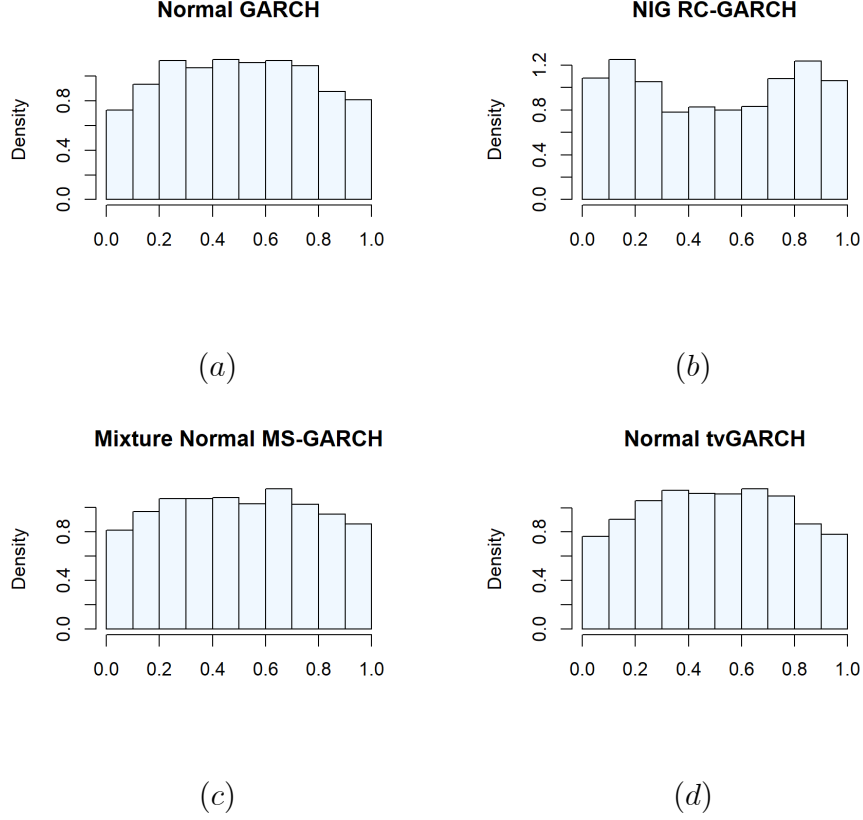 Normal GARCH
Density
0.0 0.4 0.8
0.0 0.2 0.4 0.6 0.8 1.0
(a)
NIG RC-GARCH
Density
0.0 0.4 0.8 1.2
0.0 0.2 0.4 0.6 0.8 1.0
(b)
Mixture Normal MS-GARCH
Density
0.0 0.4 0.8
0.0 0.2 0.4 0.6 0.8 1.0
(c)
Normal tvGARCH
Density
0.0 0.4 0.8
0.0 0.2 0.4 0.6 0.8 1.0
(d)